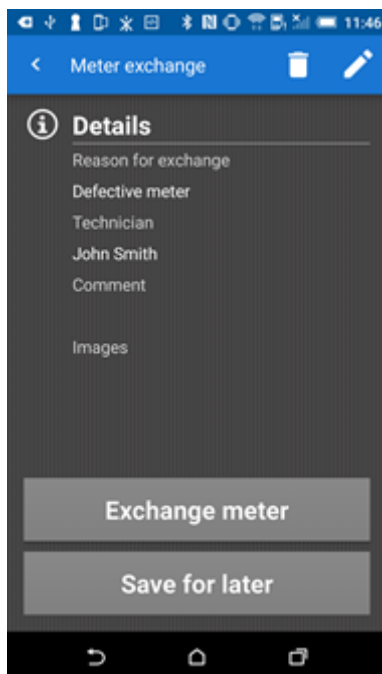 11:46
Meter exchange
Details
Reason for exchange
Defective meter
Technician
John Smith
Comment
Images
Exchange meter
Save for later